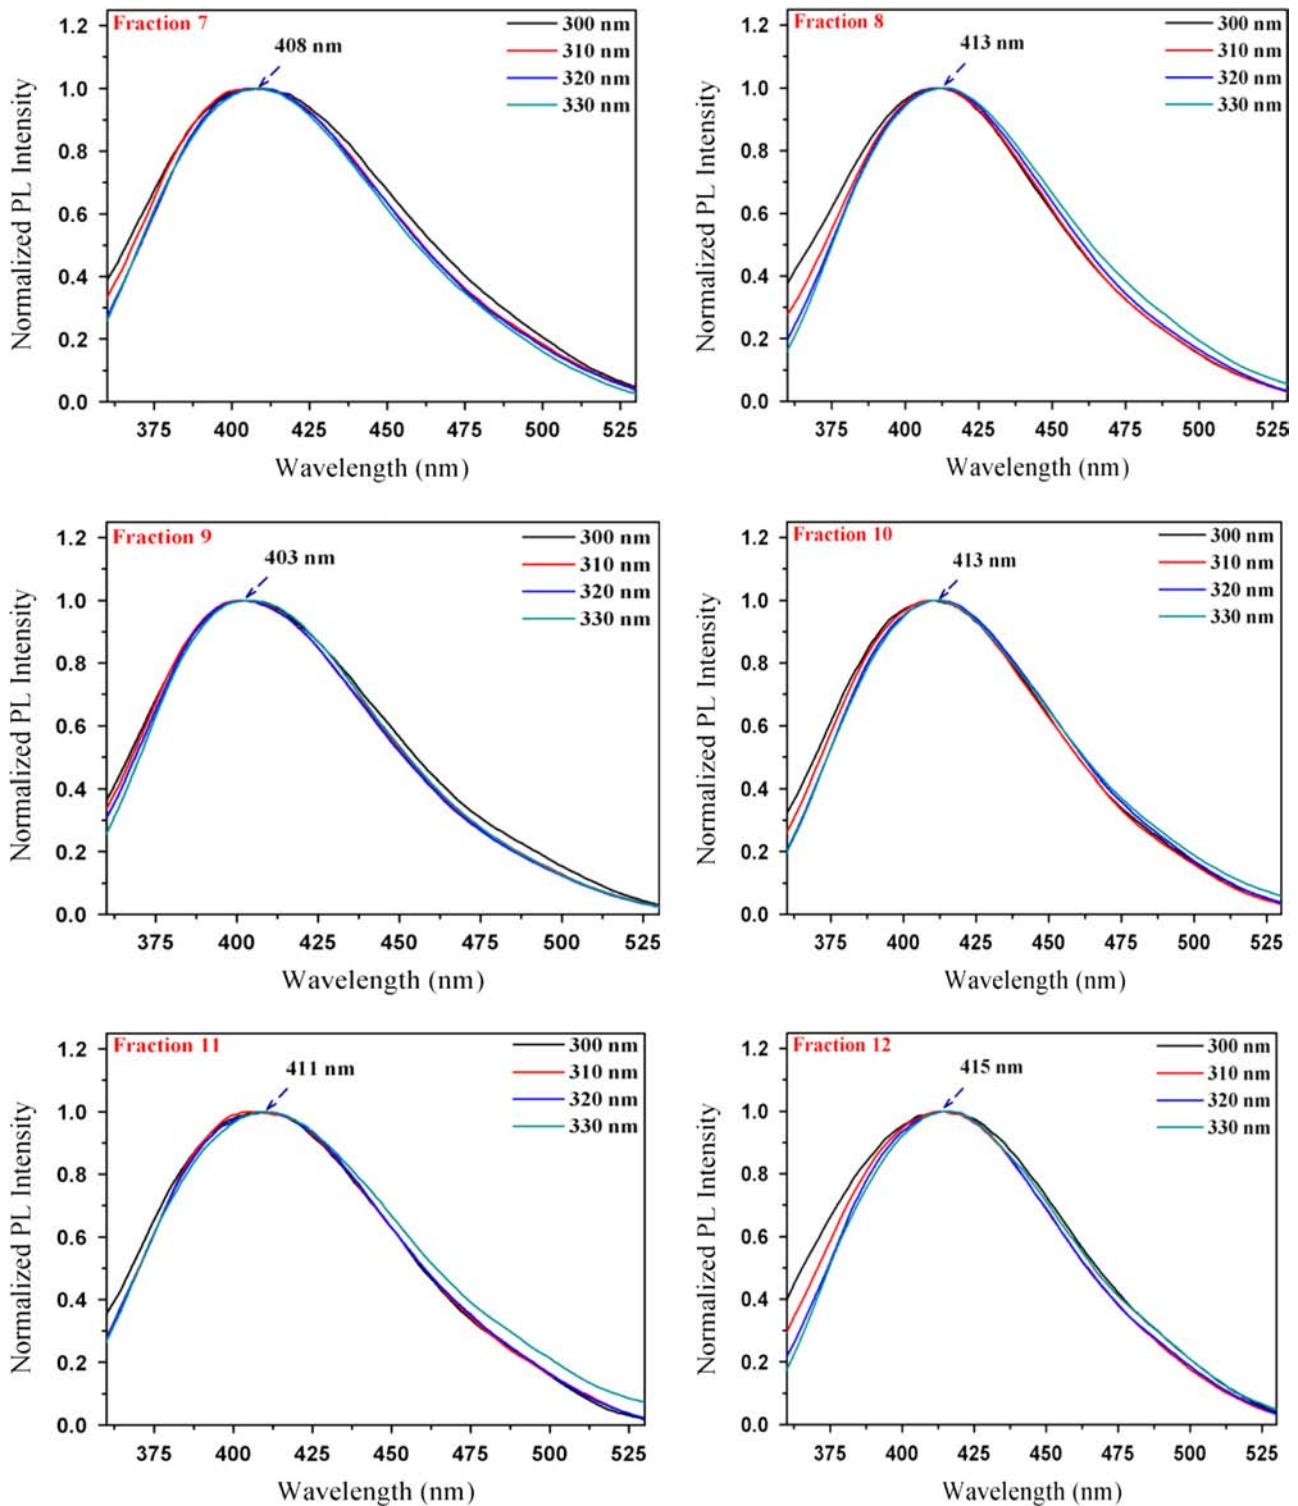 Fraction 7
408 nm
300 nm
310 nm
320 nm
330 nm
Normalized PL Intensity
1.2
1.0
0.8
0.6
0.4
0.2
0.0
375 400 425 450 475 500 525
Wavelength (nm)
Fraction 8
413 nm
300 nm
310 nm
320 nm
330 nm
Normalized PL Intensity
1.2
1.0
0.8
0.6
0.4
0.2
0.0
375 400 425 450 475 500 525
Wavelength (nm)
Fraction 9
403 nm
300 nm
310 nm
320 nm
330 nm
Normalized PL Intensity
1.2
1.0
0.8
0.6
0.4
0.2
0.0
375 400 425 450 475 500
Wavelength (nm)
Fraction 10
413 nm
300 nm
310 nm
320 nm
330 nm
Normalized PL Intensity
1.2
1.0
0.8
0.6
0.4
0.2
0.0
375 400 425 450 475 500 525
Wavelength (nm)
Fraction 11
411 nm
300 nm
310 nm
320 nm
330 nm
Normalized PL Intensity
1.2
1.0
0.8
0.6
0.4
0.2
0.0
375 400 425 450 475 500 525
Wavelength (nm)
Fraction 12
415 nm
300 nm
310 nm
320 nm
330 nm
Normalized PL Intensity
1.2
1.0
0.8
0.6
0.4
0.2
0.0
375 400 425 450 475 500 525
Wavelength (nm)